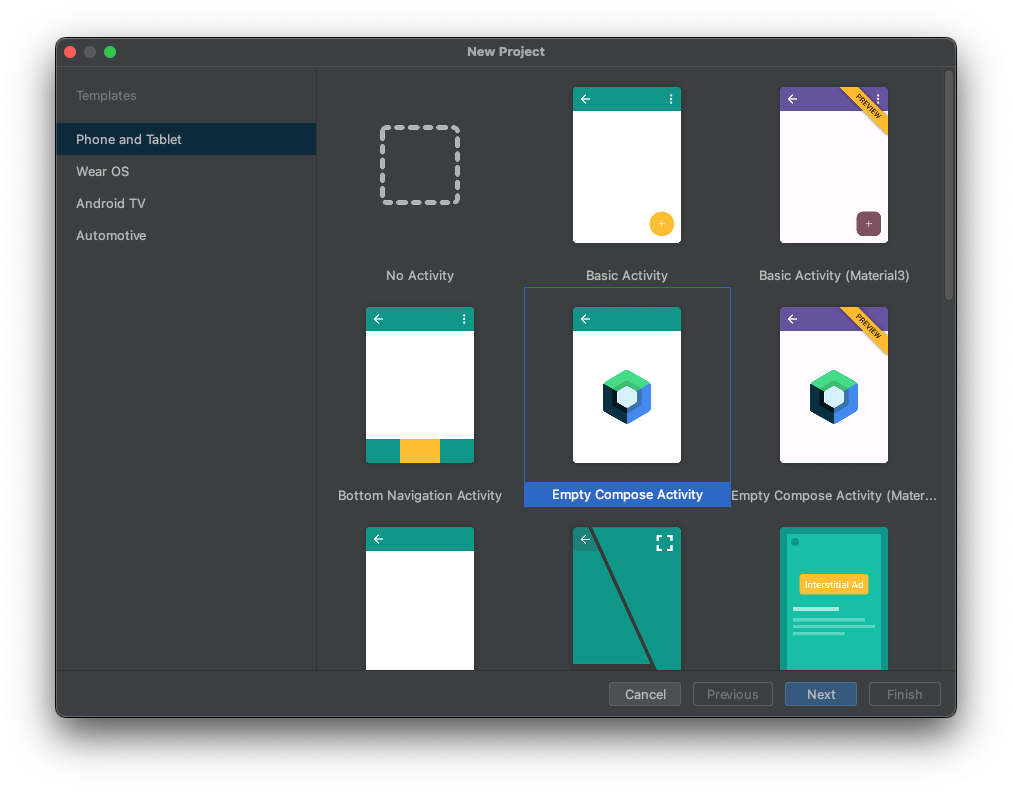 New Project
Templates
Phone and Tablet
Wear OS
Android TV
Automotive
PREVIEW
No Activity
Basic Activity
Basic Activity (Material3)
PREVIEW
Bottom Navigation Activity
Empty Compose Activity
Empty Compose Activity (Mater...
Interstitial Ad
Cancel
Previous
Next
Finish